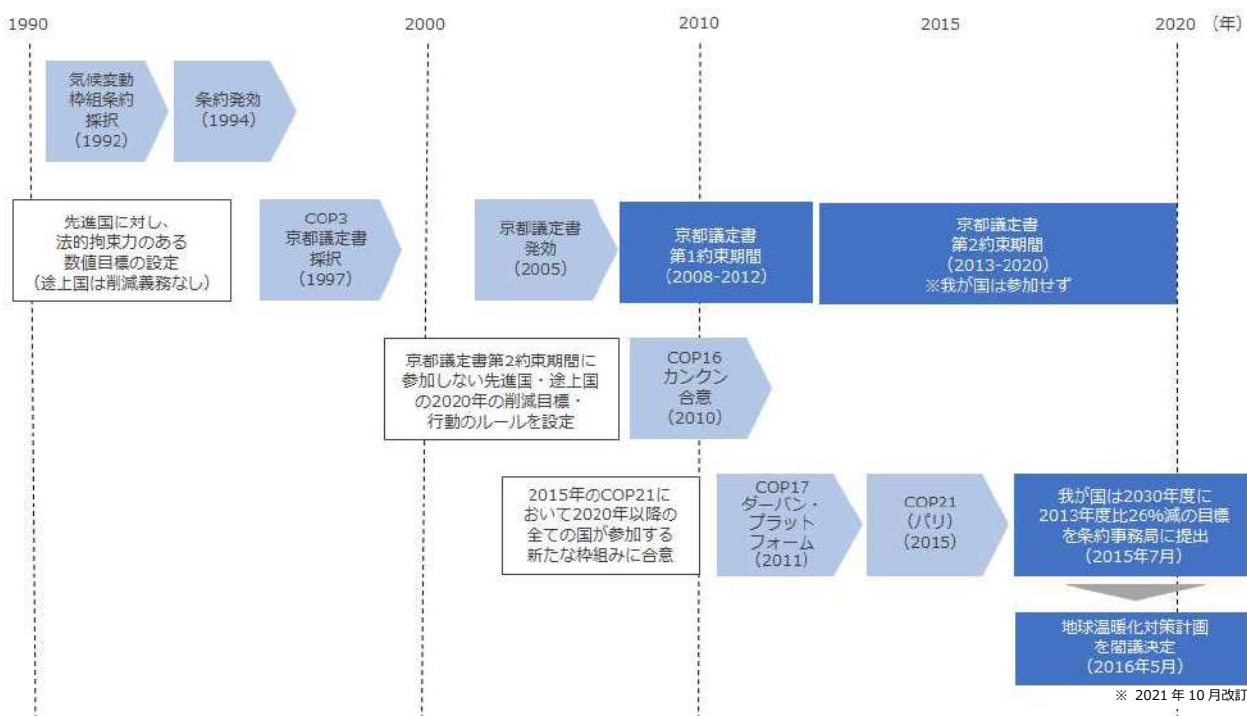 1990
2000
2010
2015
2020
（年）
気候変動
枠組条約
採択
（1992）
条約発効
（1994）
先進国に対し、
法的拘束力のある
数値目標の設定
（途上国は削減義務なし）
COP3
京都議定書
採択
（1997）
京都議定書
発効
（2005）
京都議定書
第1約束期間
（2008-2012）
京都議定書
第2約束期間
（2013-2020）
※我が国は参加せず
京都議定書第2約束期間に
参加しない先進国・途上国
の2020年の削減目標・
行動のルールを設定
COP16
カンクン
合意
（2010）
2015年のCOP21に
おいて2020年以降の
全ての国が参加する
新たな枠組みに合意
COP17
ダーバン・
プラット
フォーム
（2011）
COP21
（パリ）
（2015）
我が国は2030年度に
2013年度比26%減の目標
を条約事務局に提出
（2015年7月）
地球温暖化対策計画
を閣議決定
（2016年5月）
※ 2021年10月改訂